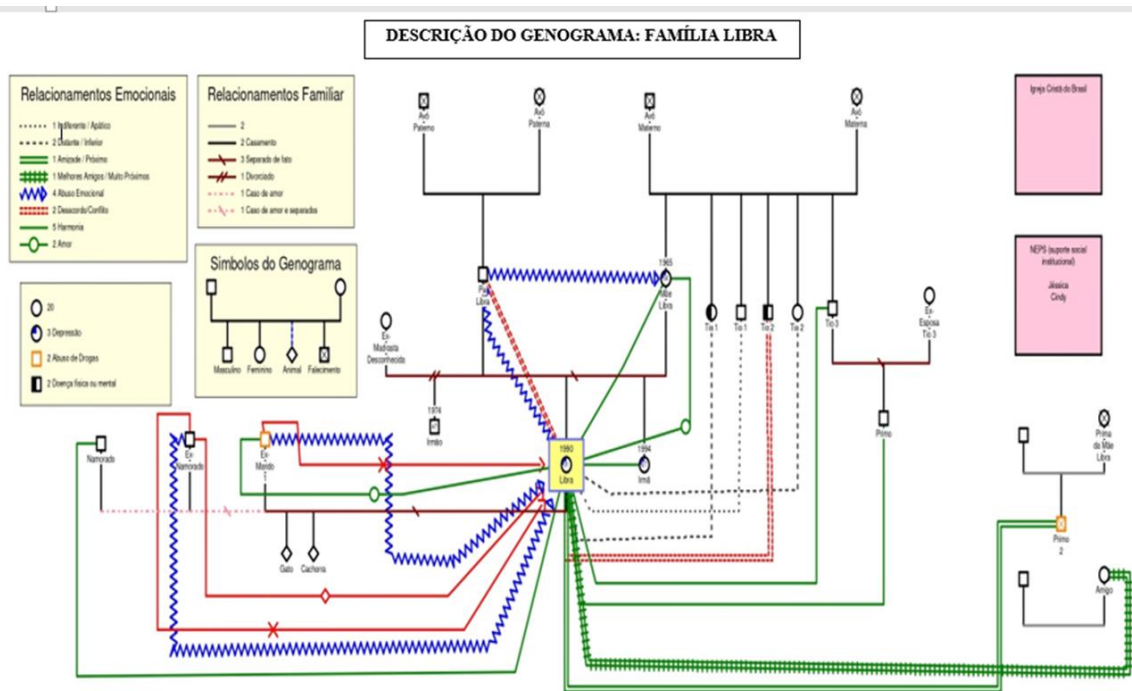 DESCRIÇÃO DO GENOGRAMA: FAMÍLIA LIBRA
Relacionamentos Emocionais
1 Indiferente / Apático
2 Distante / Inferior
1 Amizade / Próximo
1 Melhores Amigos / Muito Próximos
4 Abuso Emocional
2 Desacordo/Conflito
5 Harmonia
2 Amor
Relacionamentos Familiar
2
2 Casamento
3 Separado de fato
1 Divorciado
1 Caso de amor
1 Caso de amor e separados
Simbolos do Genograma
Masculino
Feminino
Animal
Falecimento
20
3 Depressão
2 Abuso de Drogas
2 Doença física ou mental
Avô
Paterno
Avó
Paterna
Avô
Materno
Avó
Materna
Igreja Cristã do Brasil
NEPS (suporte social
institucional)
Jéssica
Cindy
Pai
Libra
1965
Mãe
Libra
Tia 1
Tio 1
Tio 2
Tia 2
Tio 3
Ex-
Esposa
Tio 3
Ex-
Madrasta
Desconhecida
1974
Irmão
1990
Libra
1994
Irmã
Primo
Prima
da Mãe
Libra
Namorado
Ex-
Namorado
Ex-
Marido
1
Gato
Cachorra
Primo
2
Amigo